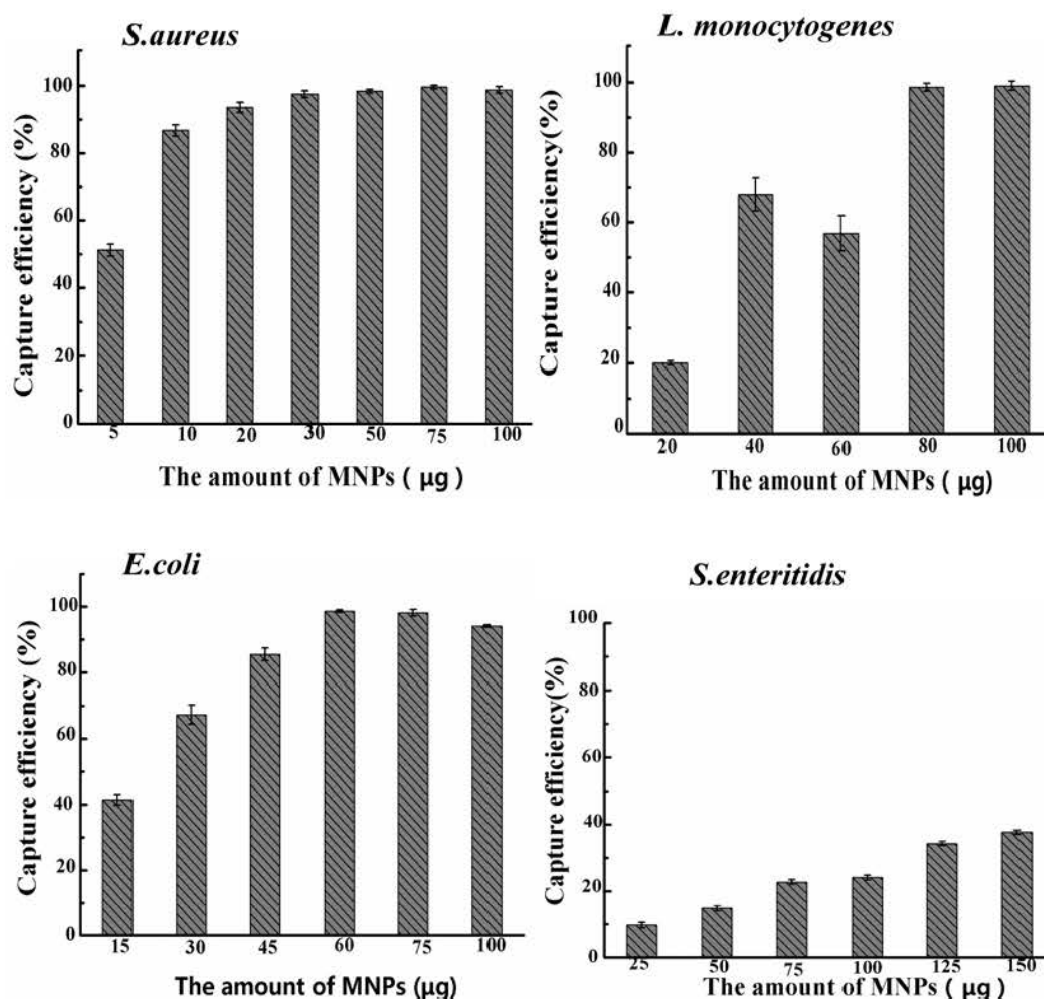 S.aureus
Capture efficiency (%)
100
80
60
40
20
0
5 10 20 30 50 75 100
The amount of MNPs ( μg )
L. monocytogenes
Capture efficiency(%)
100
80
60
40
20
0
20 40 60 80 100
The amount of MNPs ( μg)
E.coli
Capture efficiency (%)
100
80
60
40
20
0
15 30 45 60 75 100
The amount of MNPs (μg)
S.enteritidis
Capture efficiency(%)
100
80
60
40
20
0
25 50 75 100 125 150
The amount of MNPs ( μg )